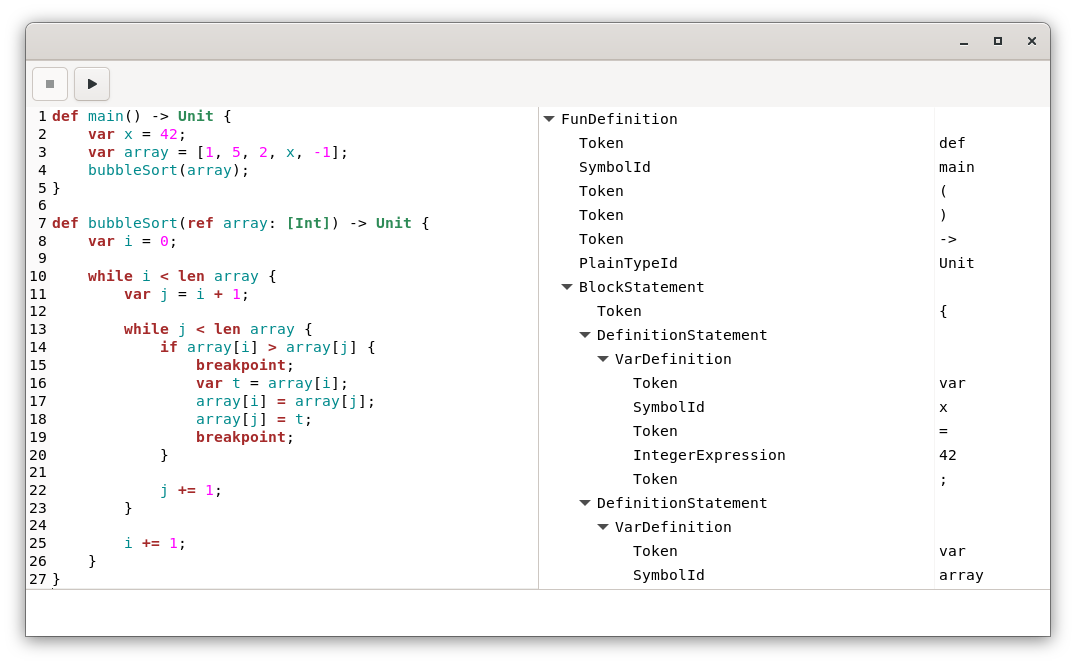 1 def main() -> Unit {
2     var x = 42;
3     var array = [1, 5, 2, x, -1];
4     bubbleSort(array);
5 }
6
7 def bubbleSort(ref array: [Int]) -> Unit {
8     var i = 0;
9
10     while i < len array {
11         var j = i + 1;
12
13         while j < len array {
14             if array[i] > array[j] {
15                 breakpoint;
16                 var t = array[i];
17                 array[i] = array[j];
18                 array[j] = t;
19                 breakpoint;
20             }
21
22             j += 1;
23         }
24
25         i += 1;
26     }
27 }
FunDefinition
Token def
SymbolId main
Token (
Token )
Token ->
PlainTypeId Unit
BlockStatement
Token {
DefinitionStatement
VarDefinition
Token var
SymbolId x
Token =
IntegerExpression 42
Token ;
DefinitionStatement
VarDefinition
Token var
SymbolId array